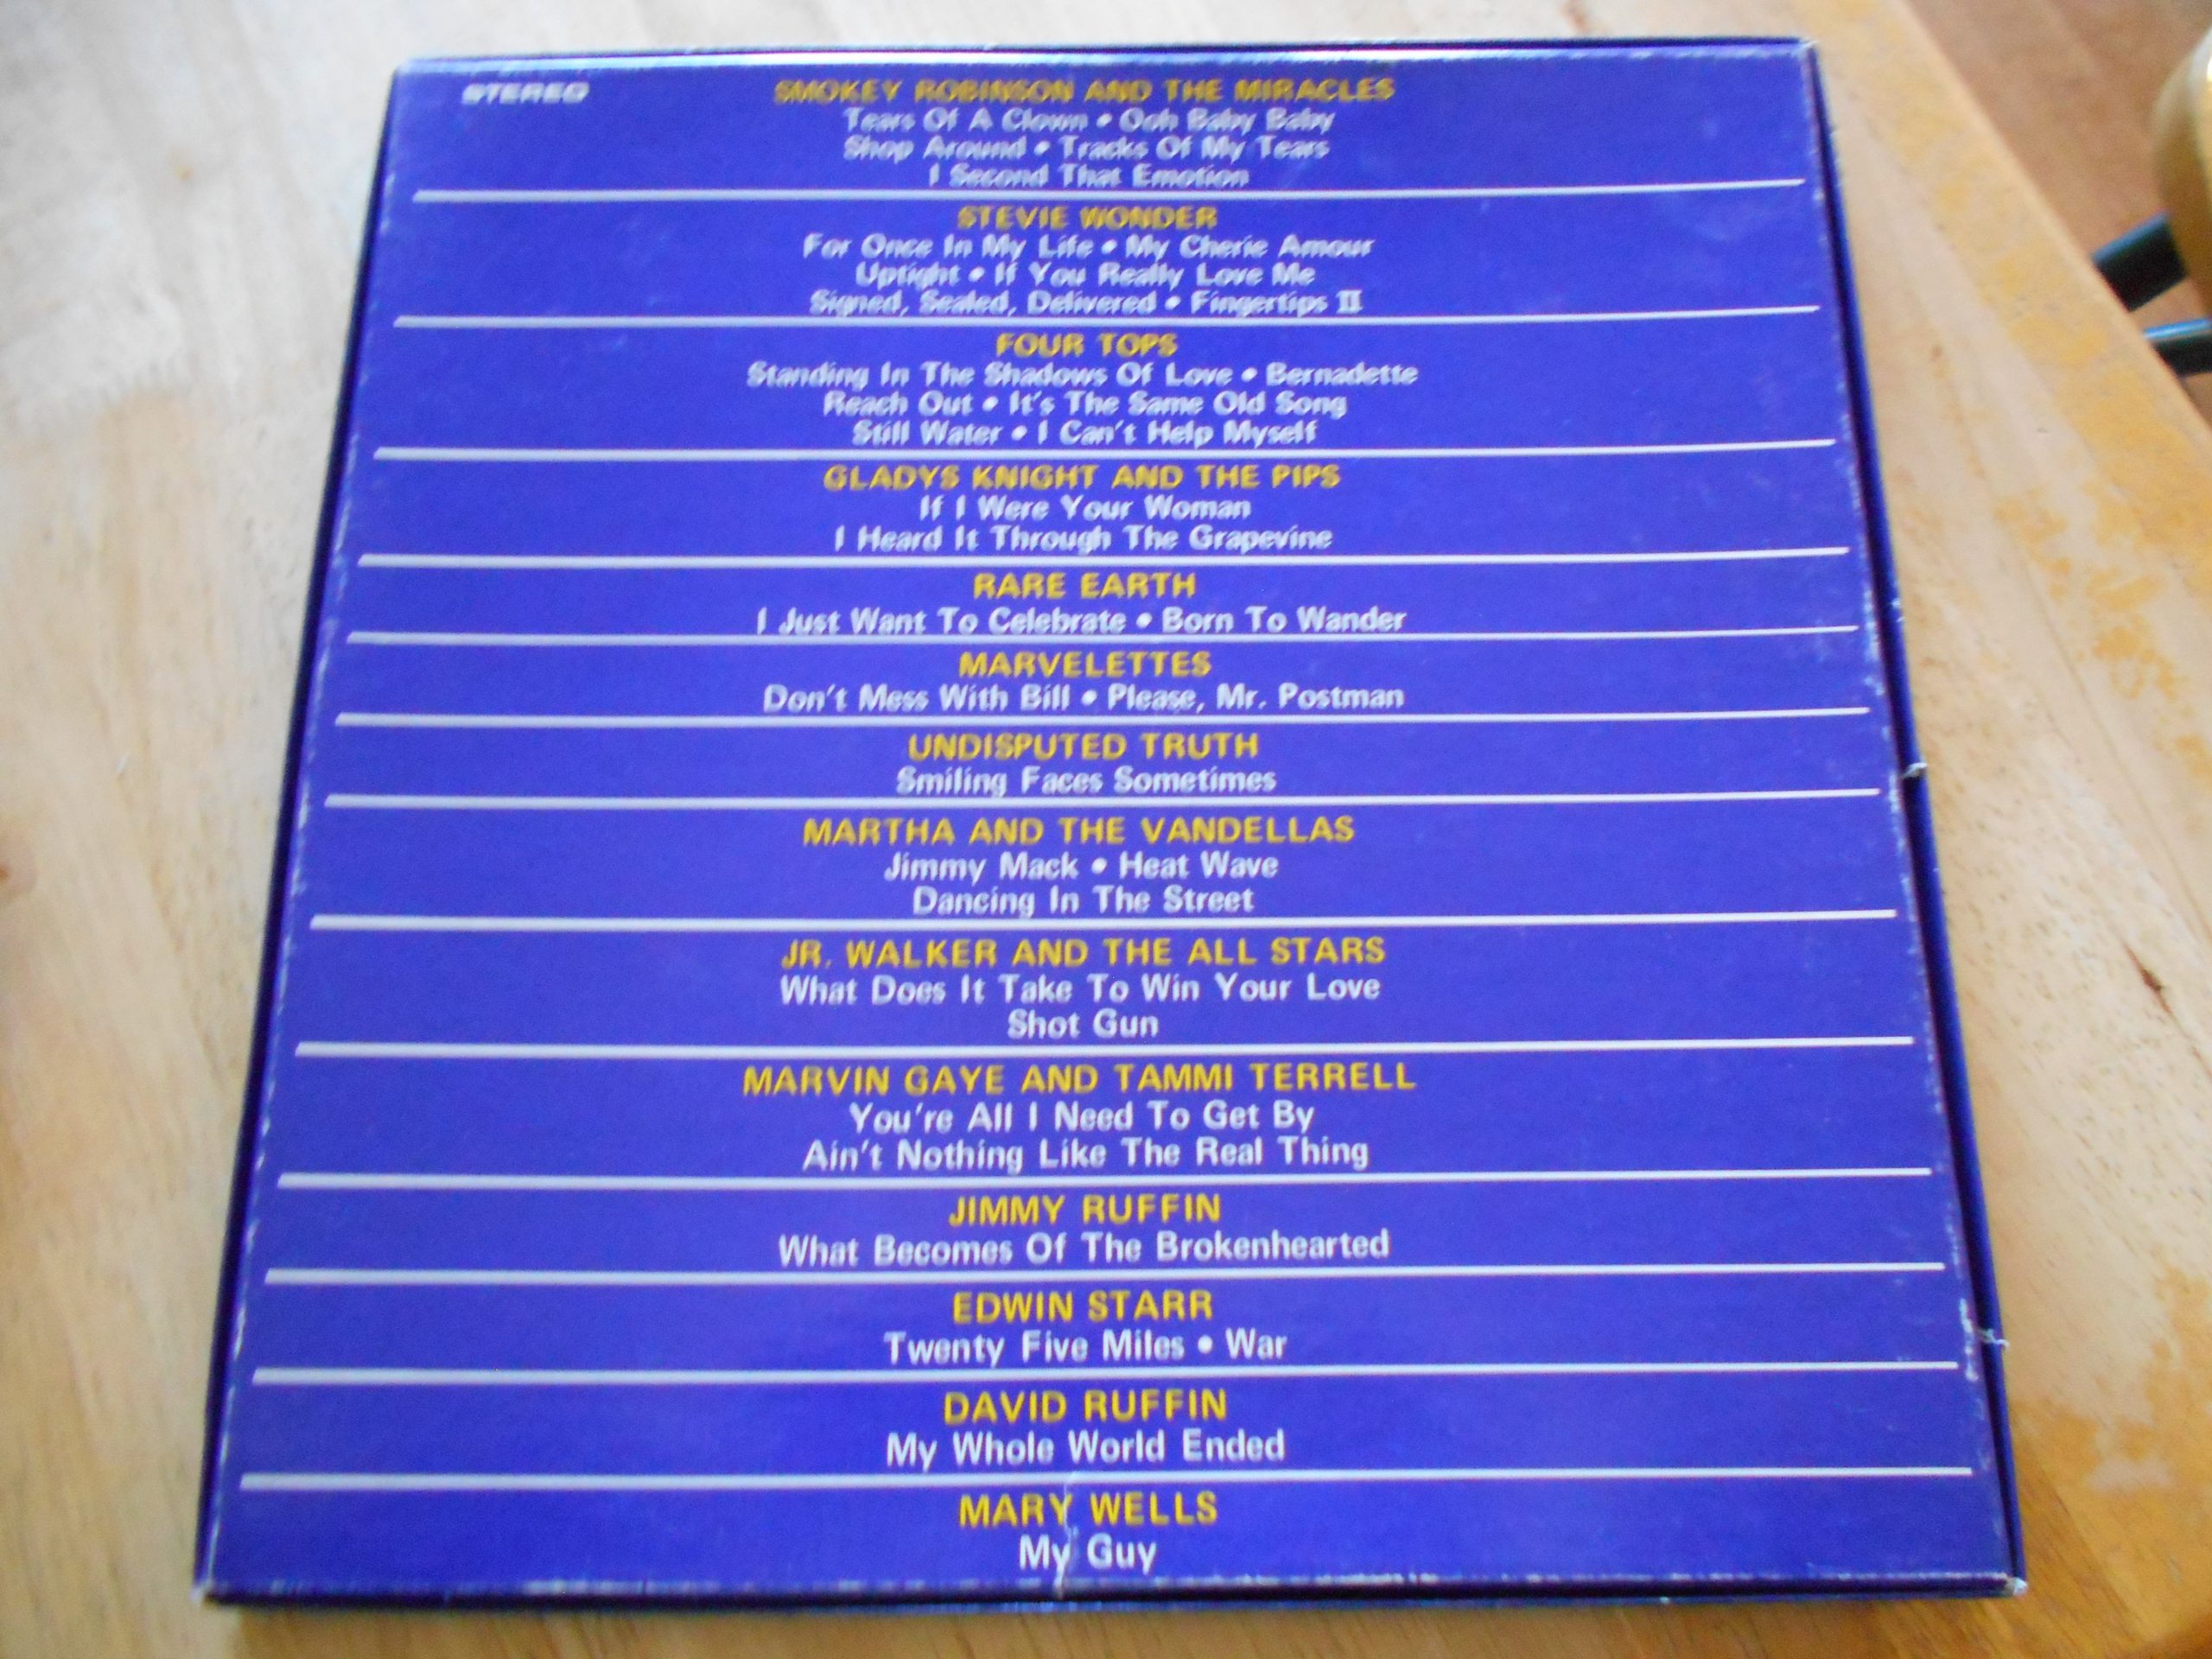 STEREO
SMOKEY ROBINSON AND THE MIRACLES
Tears Of A Clown • Ooh Baby Baby
Shop Around • Tracks Of My Tears
I Second That Emotion
STEVIE WONDER
For Once In My Life • My Cherie Amour
Uptight • If You Really Love Me
Signed, Sealed, Delivered • Fingertips II
FOUR TOPS
Standing In The Shadows Of Love • Bernadette
Reach Out • It's The Same Old Song
Still Water • I Can't Help Myself
GLADYS KNIGHT AND THE PIPS
If I Were Your Woman
I Heard It Through The Grapevine
RARE EARTH
I Just Want To Celebrate • Born To Wander
MARVELETTES
Don't Mess With Bill • Please, Mr. Postman
UNDISPUTED TRUTH
Smiling Faces Sometimes
MARTHA AND THE VANDELLAS
Jimmy Mack • Heat Wave
Dancing In The Street
JR. WALKER AND THE ALL STARS
What Does It Take To Win Your Love
Shot Gun
MARVIN GAYE AND TAMMI TERRELL
You're All I Need To Get By
Ain't Nothing Like The Real Thing
JIMMY RUFFIN
What Becomes Of The Brokenhearted
EDWIN STARR
Twenty Five Miles • War
DAVID RUFFIN
My Whole World Ended
MARY WELLS
My Guy